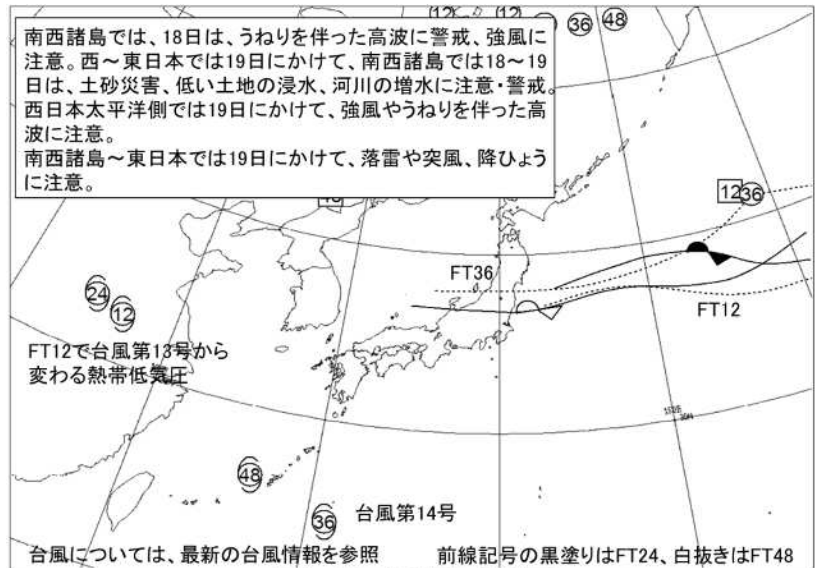 12 12
36 48
南西諸島では、18日は、うねりを伴った高波に警戒、強風に
注意。西～東日本では19日にかけて、南西諸島では18～19
日は、土砂災害、低い土地の浸水、河川の増水に注意・警戒。
西日本太平洋側では19日にかけて、強風やうねりを伴った高
波に注意。
南西諸島～東日本では19日にかけて、落雷や突風、降ひょう
に注意。
12 36
FT36
24
12
FT12
FT12で台風第13号から
変わる熱帯低気圧
48
36
台風第14号
台風については、最新の台風情報を参照
前線記号の黒塗りはFT24、白抜きはFT48